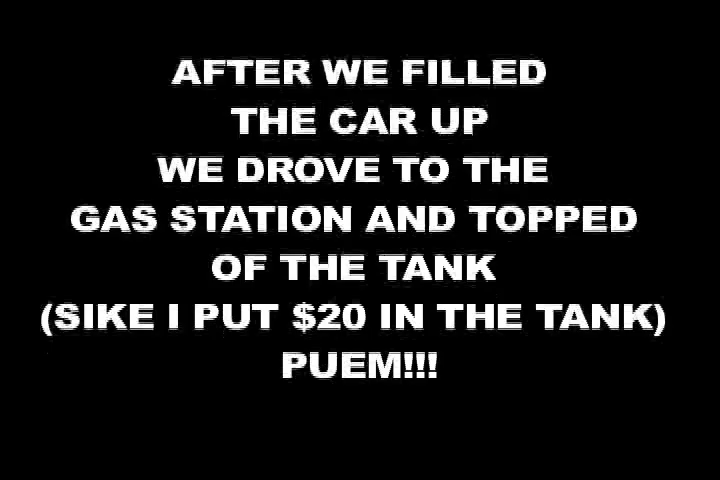 AFTER WE FILLED
THE CAR UP
WE DROVE TO THE
GAS STATION AND TOPPED
OF THE TANK
(SIKE I PUT $20 IN THE TANK)
PUEM!!!